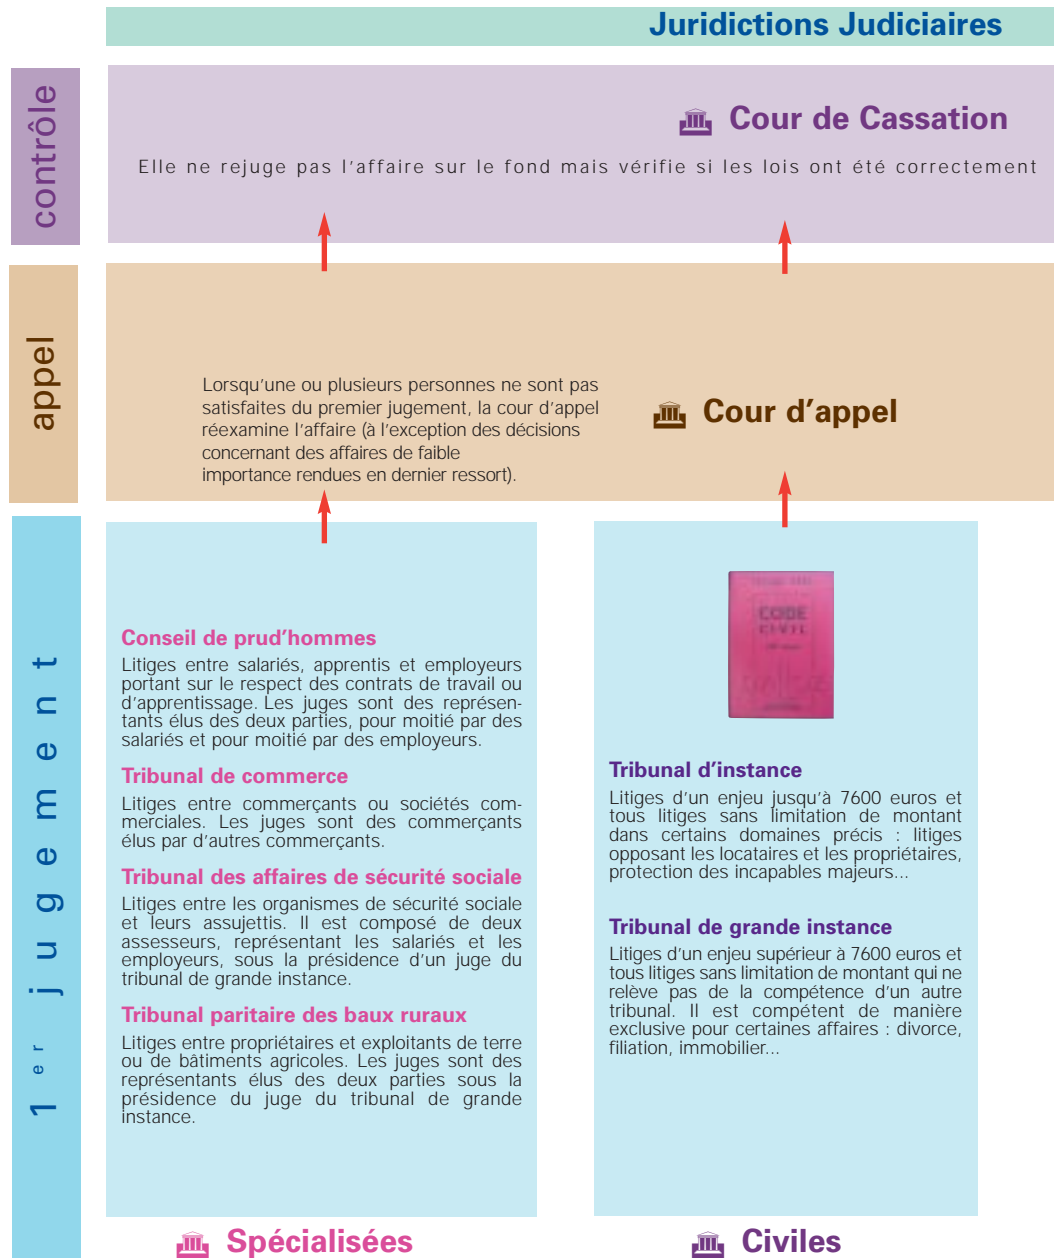 Juridictions Judiciaires
contrôle
Cour de Cassation
Elle ne rejuge pas l'affaire sur le fond mais vérifie si les lois ont été correctement
appel
Lorsqu'une ou plusieurs personnes ne sont pas
satisfaites du premier jugement, la cour d'appel
réexamine l'affaire (à l'exception des décisions
concernant des affaires de faible
importance rendues en dernier ressort).
Cour d'appel
1er jugement
Conseil de prud'hommes
Litiges entre salariés, apprentis et employeurs
portant sur le respect des contrats de travail ou
d'apprentissage. Les juges sont des représen-
tants élus des deux parties, pour moitié par des
salariés et pour moitié par des employeurs.
Tribunal de commerce
Litiges entre commerçants ou sociétés com-
merciales. Les juges sont des commerçants
élus par d'autres commerçants.
Tribunal des affaires de sécurité sociale
Litiges entre les organismes de sécurité sociale
et leurs assujettis. Il est composé de deux
assesseurs, représentant les salariés et les
employeurs, sous la présidence d'un juge du
tribunal de grande instance.
Tribunal paritaire des baux ruraux
Litiges entre propriétaires et exploitants de terre
ou de bâtiments agricoles. Les juges sont des
représentants élus des deux parties sous la
présidence du juge du tribunal de grande
instance.
Spécialisées
CODE
CIVIL
Tribunal d'instance
Litiges d'un enjeu jusqu'à 7600 euros et
tous litiges sans limitation de montant
dans certains domaines précis : litiges
opposant les locataires et les propriétaires,
protection des incapables majeurs...
Tribunal de grande instance
Litiges d'un enjeu supérieur à 7600 euros et
tous litiges sans limitation de montant qui ne
relève pas de la compétence d'un autre
tribunal. Il est compétent de manière
exclusive pour certaines affaires : divorce,
filiation, immobilier...
Civiles